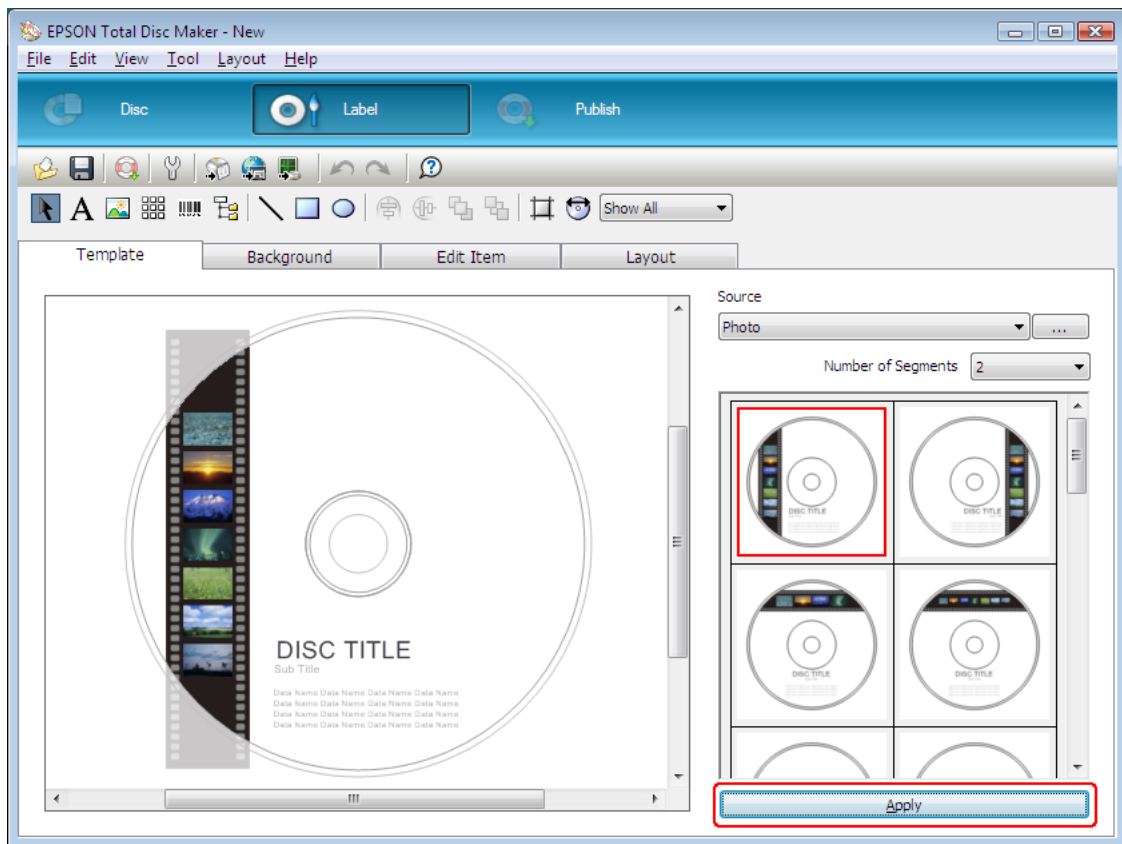 EPSON Total Disc Maker - New
File Edit View Tool Layout Help
Disc Label Publish
A Show All
Template Background Edit Item Layout
Source
Photo ...
Number of Segments 2
DISC TITLE
Sub Title
Data Name Data Name Data Name Data Name
Data Name Data Name Data Name Data Name
Data Name Data Name Data Name Data Name
Data Name Data Name Data Name Data Name
DISC TITLE
DISC TITLE
DISC TITLE
DISC TITLE
Apply